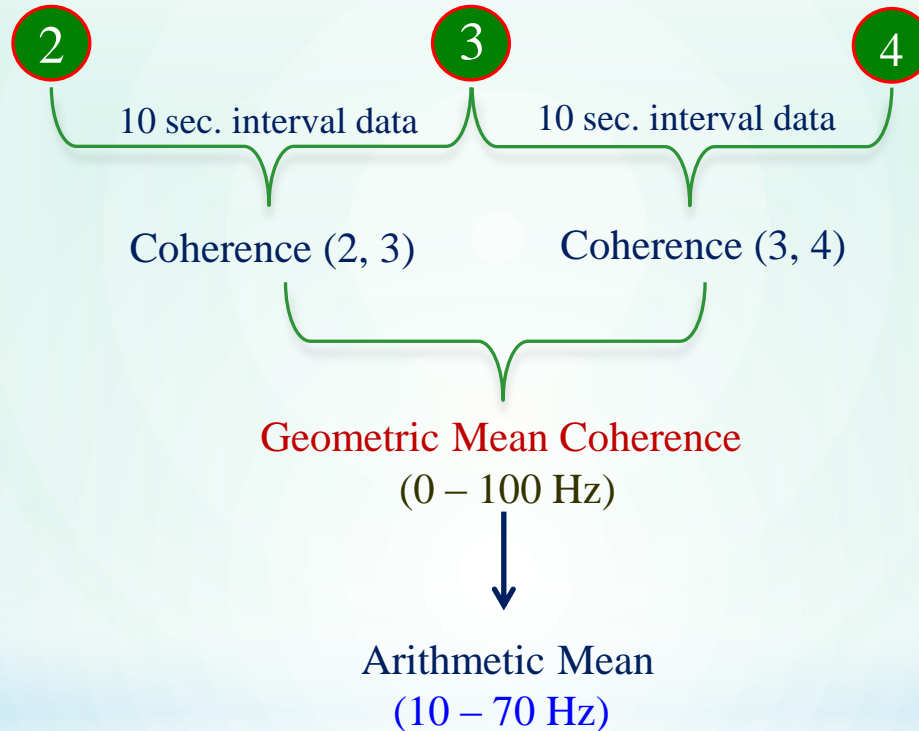 2
3
4
10 sec. interval data
10 sec. interval data
Coherence (2, 3)
Coherence (3, 4)
Geometric Mean Coherence
(0 – 100 Hz)
Arithmetic Mean
(10 – 70 Hz)